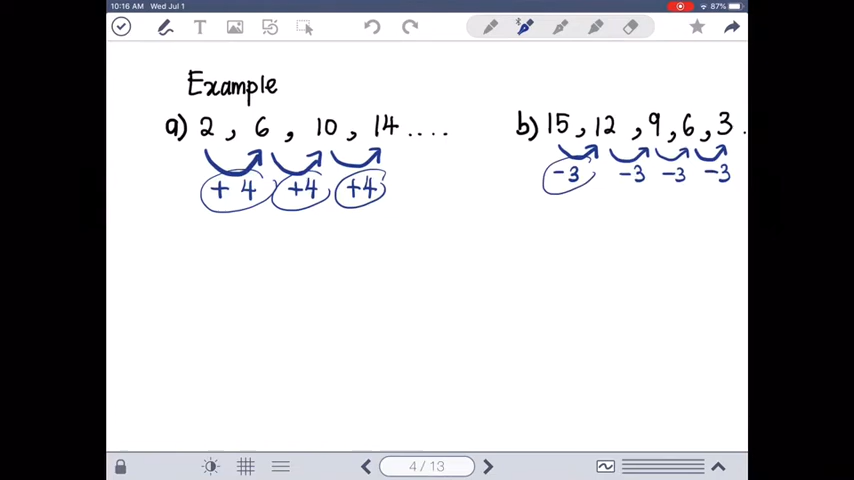 10:16 AM Wed Jul 1
87%
T
Example
a) 2 , 6 , 10 , 14 ....
+4 +4 +4
b) 15 , 12 , 9 , 6 , 3 .
-3 -3 -3 -3
4 / 13